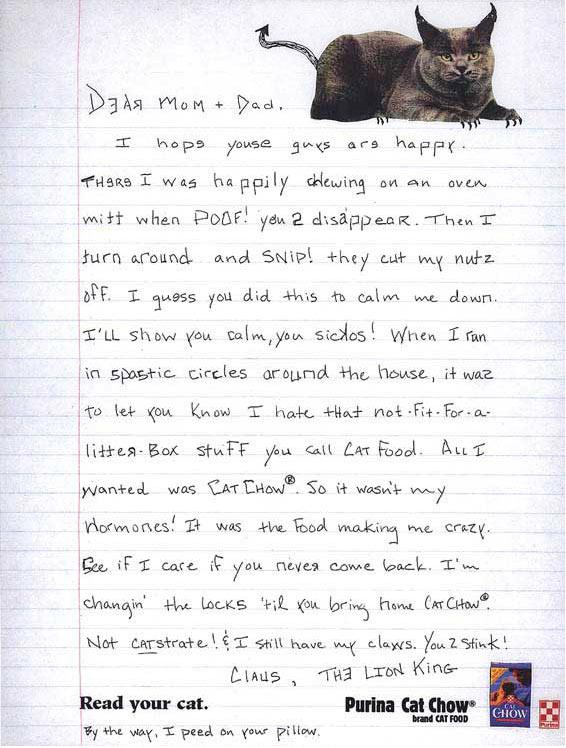 Dear Mom + Dad,
I hope youse guys are happy.
There I was happily chewing on an oven
mitt when POOF! you 2 disappear. Then I
turn around and SNIP! they cut my nutz
off. I guess you did this to calm me down.
I'LL show you calm, you sickos! When I ran
in spastic circles around the house, it waz
to let you know I hate that not-Fit-For-a-
litter-Box stuff you call CAT Food. ALL I
wanted was CAT CHOW®. So it wasn't my
Hormones! It was the Food making me crazy.
See if I care if you never come back. I'm
changin' the LOCKS 'til you bring home CAT CHOW®.
Not CATstrate! & I still have my claws. You 2 stink!
CLAUS, THE LION KING
Read your cat.
Purina Cat Chow®
brand CAT FOOD
CAT
CHOW
Purina
By the way, I peed on your pillow.